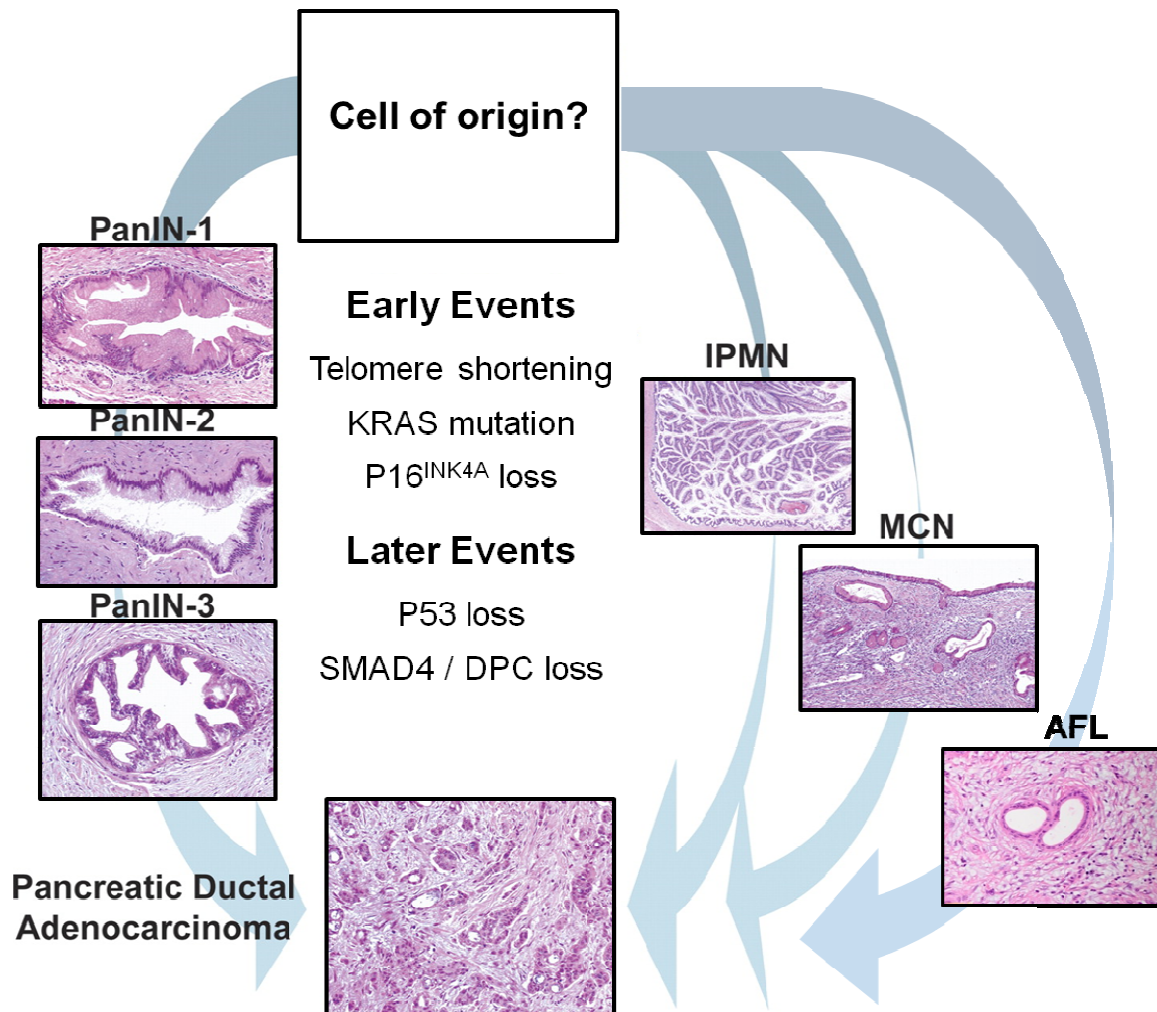 Cell of origin?
PanIN-1
Early Events
Telomere shortening
KRAS mutation
P16INK4A loss
PanIN-2
Later Events
P53 loss
SMAD4 / DPC loss
PanIN-3
IPMN
MCN
AFL
Pancreatic Ductal
Adenocarcinoma